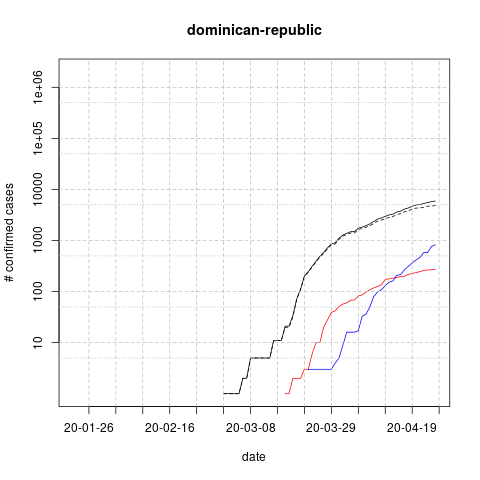 dominican-republic
# confirmed cases
1e+06
1e+05
10000
1000
100
10
20-01-26 20-02-16 20-03-08 20-03-29 20-04-19
date